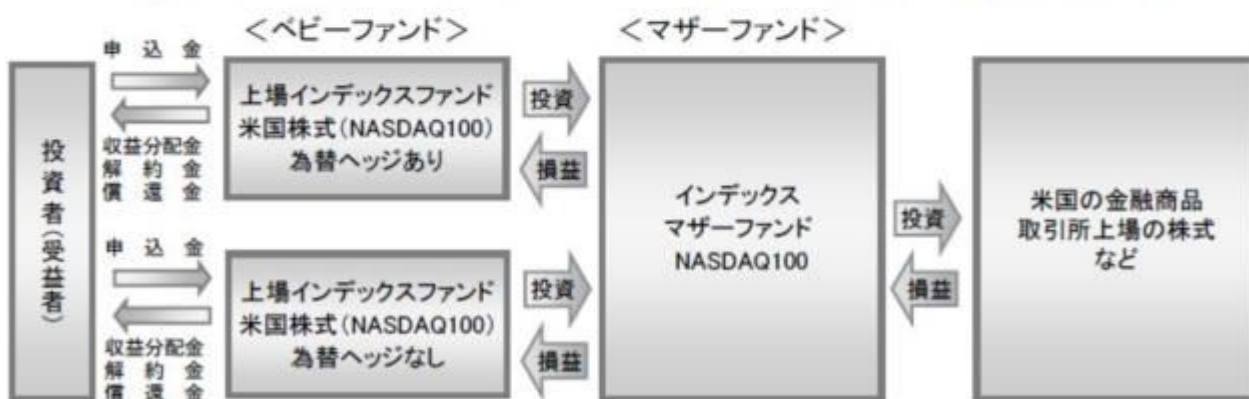 <ベビーファンド>
<マザーファンド>
投資者(受益者)
申込金
収益分配金
解約金
償還金
上場インデックスファンド
米国株式(NASDAQ100)
為替ヘッジあり
投資
損益
申込金
収益分配金
解約金
償還金
上場インデックスファンド
米国株式(NASDAQ100)
為替ヘッジなし
投資
損益
インデックス
マザーファンド
NASDAQ100
投資
損益
米国の金融商品
取引所上場の株式
など